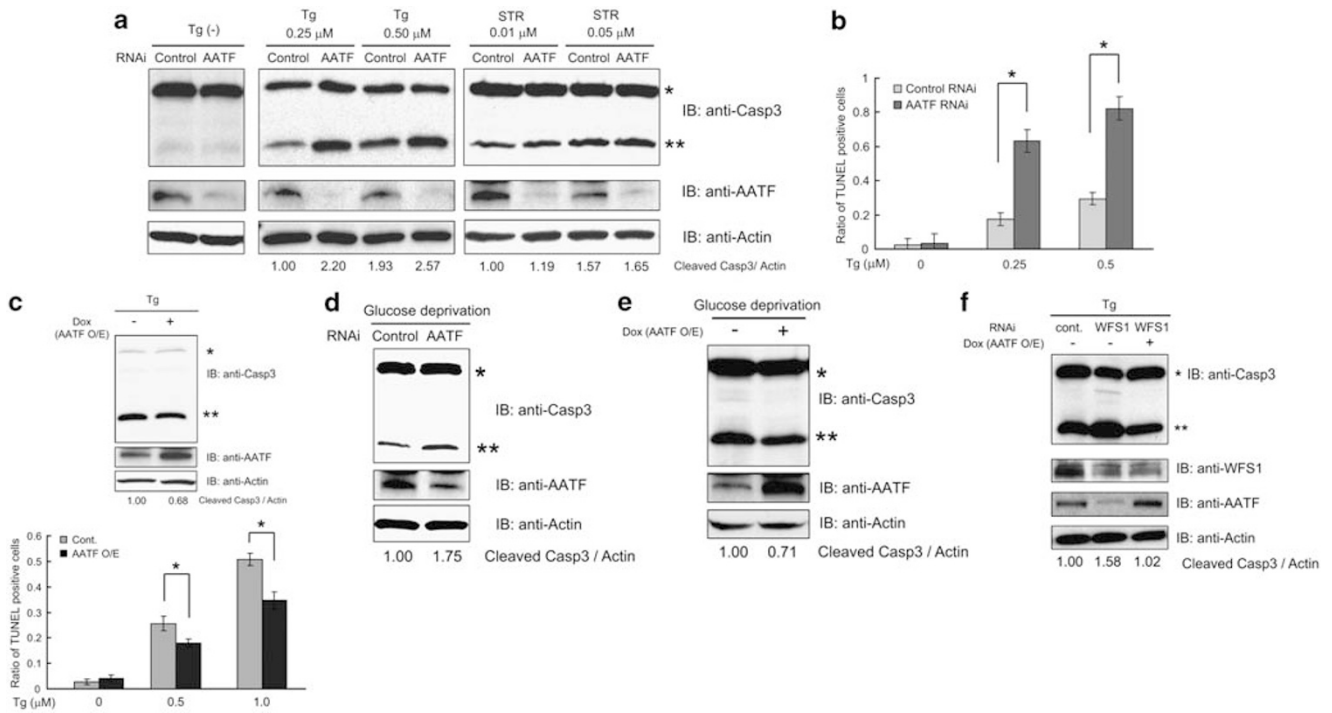 a
Tg (-)
Tg
0.25 μM
Tg
0.50 μM
STR
0.01 μM
STR
0.05 μM
RNAi
Control AATF
Control AATF
Control AATF
Control AATF
Control AATF
*
IB: anti-Casp3
**
IB: anti-AATF
IB: anti-Actin
1.00 2.20 1.93 2.57 1.00 1.19 1.57 1.65 Cleaved Casp3/ Actin
b
Ratio of TUNEL positive cells
1
0.8
0.6
0.4
0.2
0
Control RNAi
AATF RNAi
*
*
Tg (μM) 0 0.25 0.5
c
Tg
Dox
(AATF O/E)
- +
*
IB: anti-Casp3
**
IB: anti-AATF
IB: anti-Actin
1.00 0.68 Cleaved Casp3 / Actin
Ratio of TUNEL positive cells
0.6
0.5
0.4
0.3
0.2
0.1
0
Cont.
AATF O/E
*
*
Tg (μM) 0 0.5 1.0
d
Glucose deprivation
RNAi Control AATF
*
IB: anti-Casp3
**
IB: anti-AATF
IB: anti-Actin
1.00 1.75 Cleaved Casp3 / Actin
e
Glucose deprivation
Dox (AATF O/E) - +
*
IB: anti-Casp3
**
IB: anti-AATF
IB: anti-Actin
1.00 0.71 Cleaved Casp3 / Actin
f
Tg
RNAi cont. WFS1 WFS1
Dox (AATF O/E) - - +
* IB: anti-Casp3
**
IB: anti-WFS1
IB: anti-AATF
IB: anti-Actin
1.00 1.58 1.02 Cleaved Casp3 / Actin